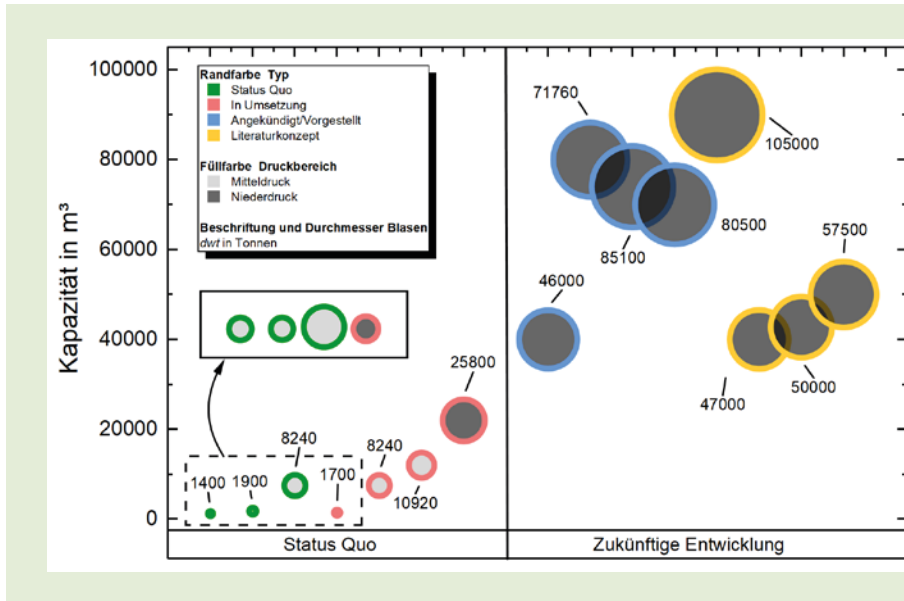 100000
80000
60000
40000
20000
0
Kapazität in m³
Randfarbe Typ
Status Quo
In Umsetzung
Angekündigt/Vorgestellt
Literaturkonzept
Füllfarbe Druckbereich
Mitteldruck
Niederdruck
Beschriftung und Durchmesser Blasen
dwt in Tonnen
1400
1900
8240
1700
8240
10920
25800
46000
71760
85100
80500
105000
47000
50000
57500
Status Quo
Zukünftige Entwicklung